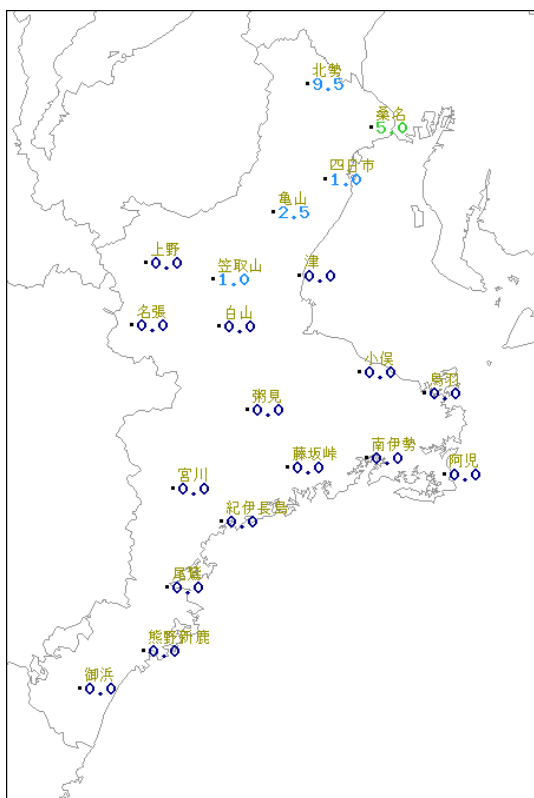 北勢
9.5
桑名
5.0
四日市
1.0
亀山
2.5
上野
0.0
笠取山
1.0
津
0.0
名張
0.0
白山
0.0
小俣
0.0
鳥羽
0.0
粥見
0.0
南伊勢
0.0
藤坂峠
0.0
阿児
0.0
宮川
0.0
紀伊長島
0.0
尾鷲
0.0
熊野新鹿
0.0
御浜
0.0